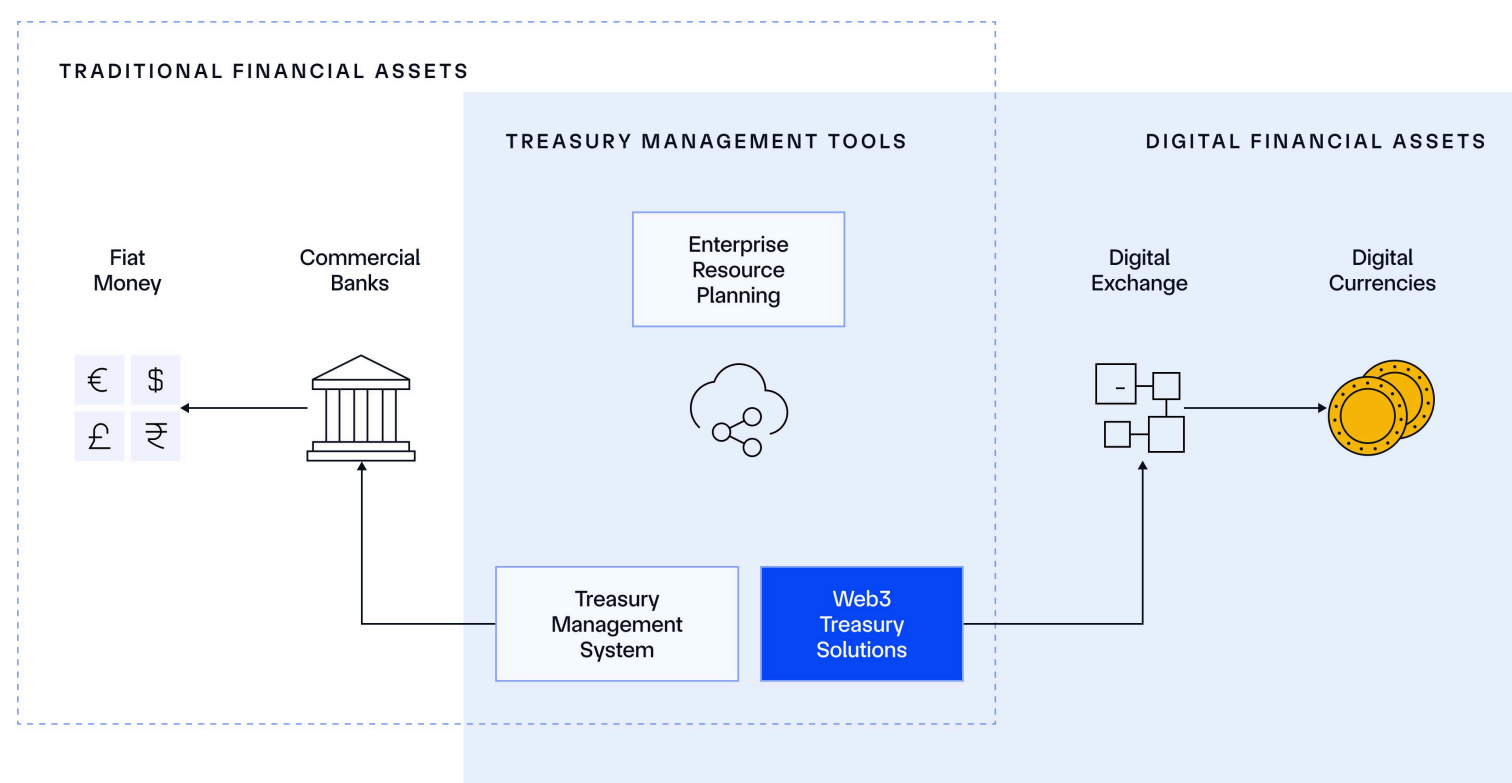 TRADITIONAL FINANCIAL ASSETS
TREASURY MANAGEMENT TOOLS
DIGITAL FINANCIAL ASSETS
Fiat
Money
Commercial
Banks
Enterprise
Resource
Planning
Digital
Exchange
Digital
Currencies
€ $
£ ₹
Treasury
Management
System
Web3
Treasury
Solutions